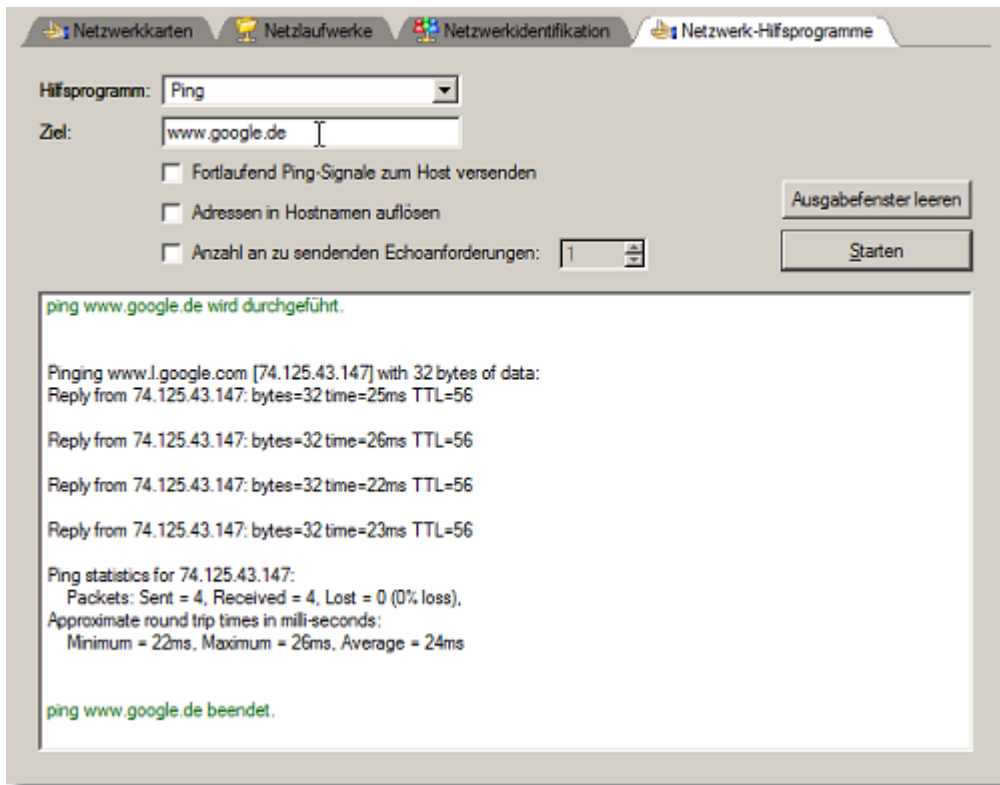 Netzwerkkarten Netzlaufwerke Netzwerkidentifikation Netzwerk-Hilfsprogramme
Hilfsprogramm: Ping
Ziel: www.google.de
Fortlaufend Ping-Signale zum Host versenden
Adressen in Hostnamen auflösen
Ausgabefenster leeren
Anzahl an zu sendenden Echoanforderungen: 1
Starten
ping www.google.de wird durchgeführt.
Pinging www.l.google.com [74.125.43.147] with 32 bytes of data:
Reply from 74.125.43.147: bytes=32 time=25ms TTL=56
Reply from 74.125.43.147: bytes=32 time=26ms TTL=56
Reply from 74.125.43.147: bytes=32 time=22ms TTL=56
Reply from 74.125.43.147: bytes=32 time=23ms TTL=56
Ping statistics for 74.125.43.147:
Packets: Sent = 4, Received = 4, Lost = 0 (0% loss),
Approximate round trip times in milli-seconds:
Minimum = 22ms, Maximum = 26ms, Average = 24ms
ping www.google.de beendet.